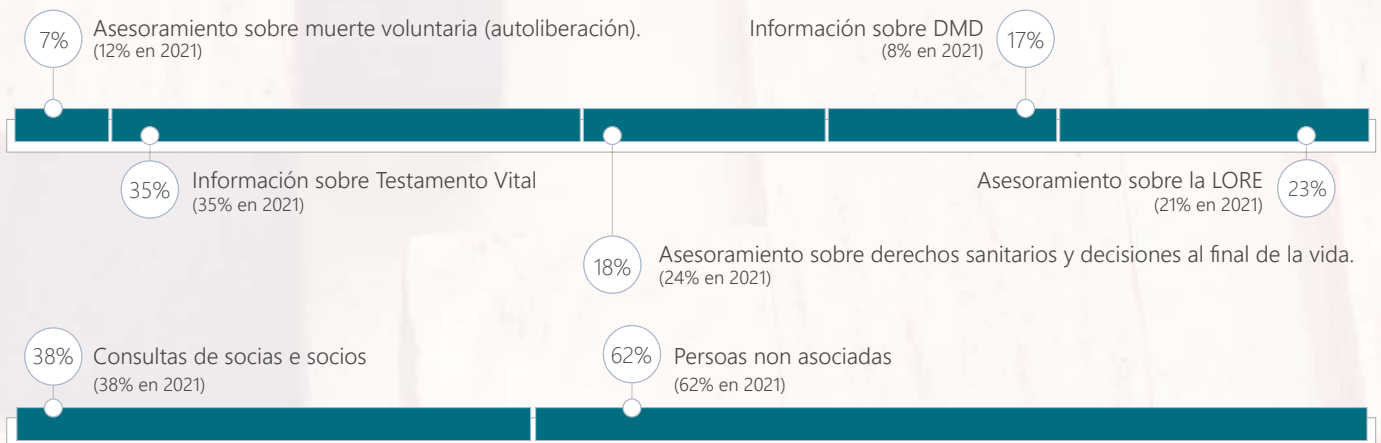 7%
Asesoramiento sobre muerte voluntaria (autoliberación).
(12% en 2021)
Información sobre DMD
(8% en 2021)
17%
35%
Información sobre Testamento Vital
(35% en 2021)
Asesoramiento sobre la LORE
(21% en 2021)
23%
18%
Asesoramiento sobre derechos sanitarios y decisiones al final de la vida.
(24% en 2021)
38%
Consultas de socias e socios
(38% en 2021)
62%
Persoas non asociadas
(62% en 2021)